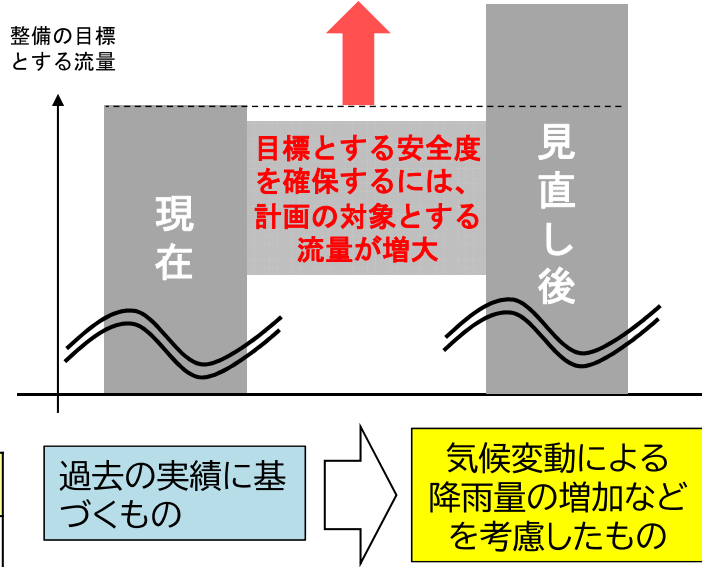 整備の目標
とする流量
目標とする安全度
を確保するには、
計画の対象とする
流量が増大
現在
見直し後
過去の実績に基
づくもの
気候変動による
降雨量の増加など
を考慮したもの